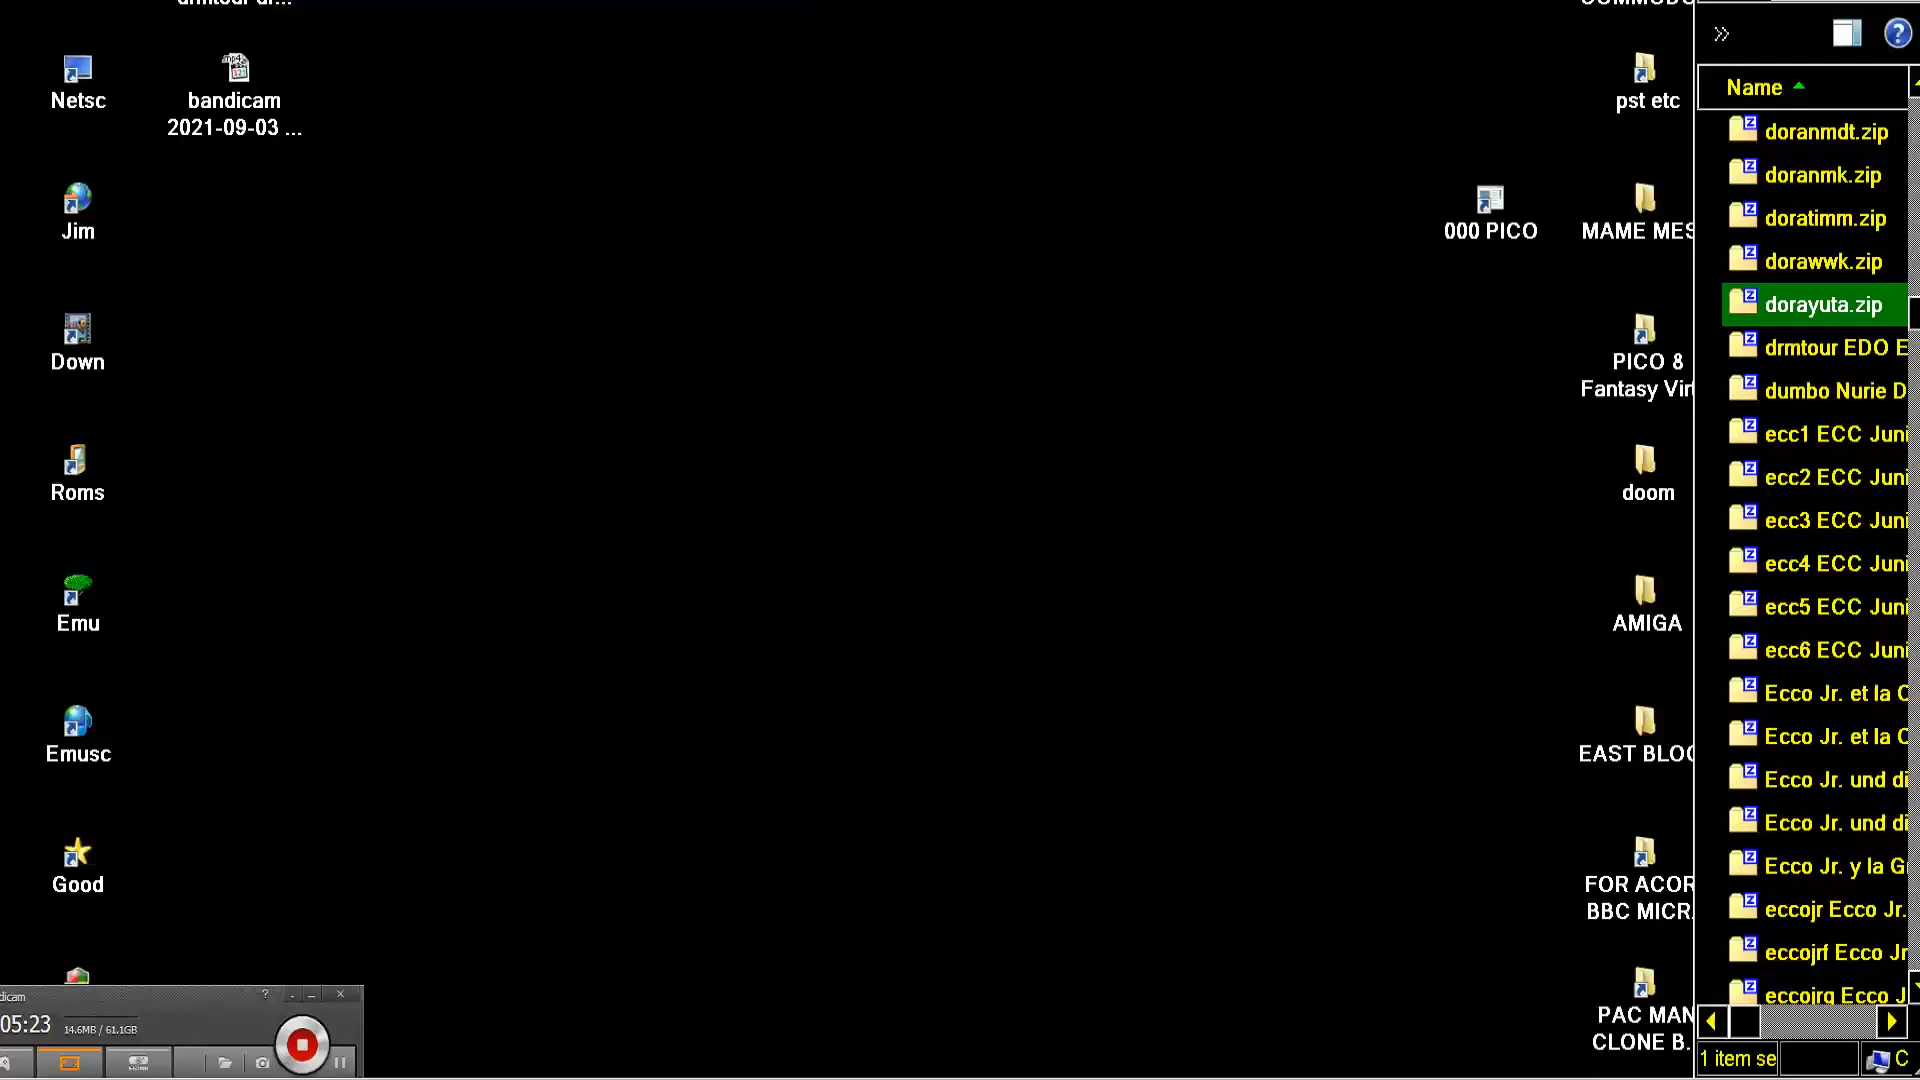 Netsc
bandicam
2021-09-03 ...
Jim
Down
Roms
Emu
Emusc
Good
dicam
05:23
14.6MB / 61.1GB
000 PICO
pst etc
MAME MES
PICO 8
Fantasy Vir
doom
AMIGA
EAST BLOC
FOR ACOR
BBC MICR
PAC MAN
CLONE B.
Name
doranmdt.zip
doranmk.zip
doratimm.zip
dorawwk.zip
dorayuta.zip
drmtour EDO E
dumbo Nurie D
ecc1 ECC Juni
ecc2 ECC Juni
ecc3 ECC Juni
ecc4 ECC Juni
ecc5 ECC Juni
ecc6 ECC Juni
Ecco Jr. et la C
Ecco Jr. et la C
Ecco Jr. und di
Ecco Jr. und di
Ecco Jr. y la G
eccojr Ecco Jr.
eccojrf Ecco Jr
eccojrg Ecco J
1 item se
C